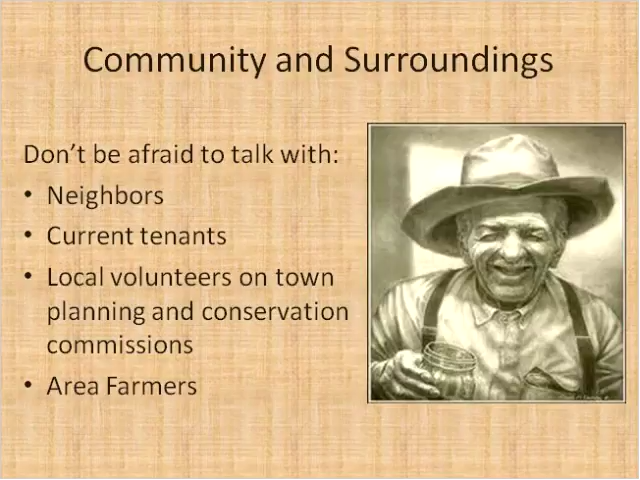 Community and Surroundings
Don't be afraid to talk with:
• Neighbors
• Current tenants
• Local volunteers on town
planning and conservation
commissions
• Area Farmers